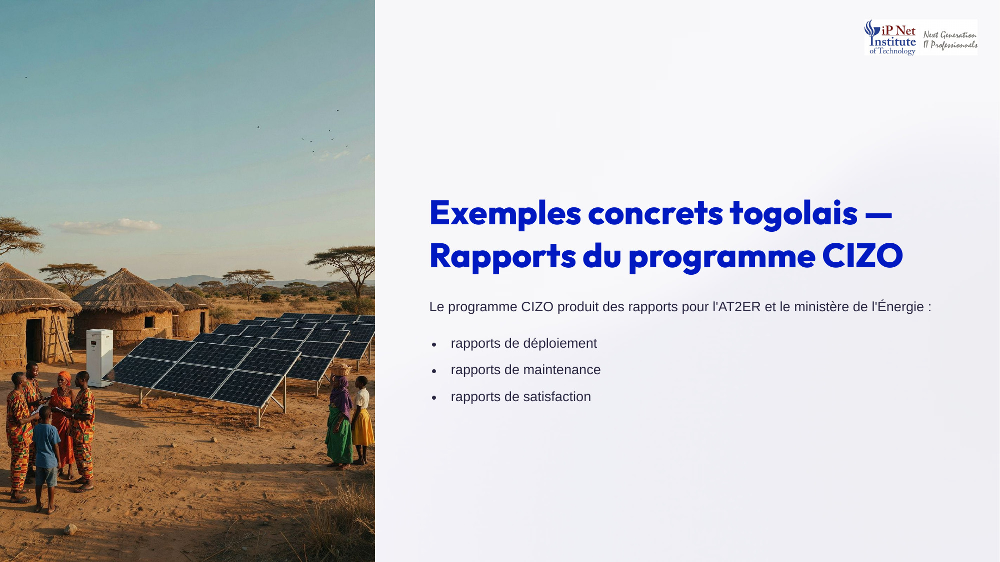 iP Net
Institute
of Technology
Next Generation
IT Professionnels
Exemples concrets togolais —
Rapports du programme CIZO
Le programme CIZO produit des rapports pour l'AT2ER et le ministère de l'Énergie :
• rapports de déploiement
• rapports de maintenance
• rapports de satisfaction